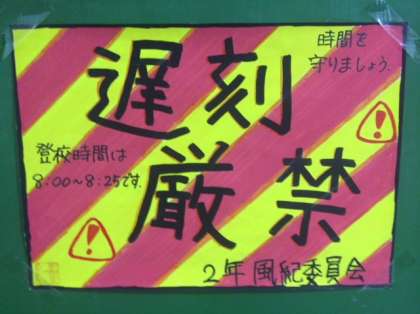 時間を
守りましょう.
遅刻
厳禁
登校時間は
8:00~8:25です.
2年 風紀委員会